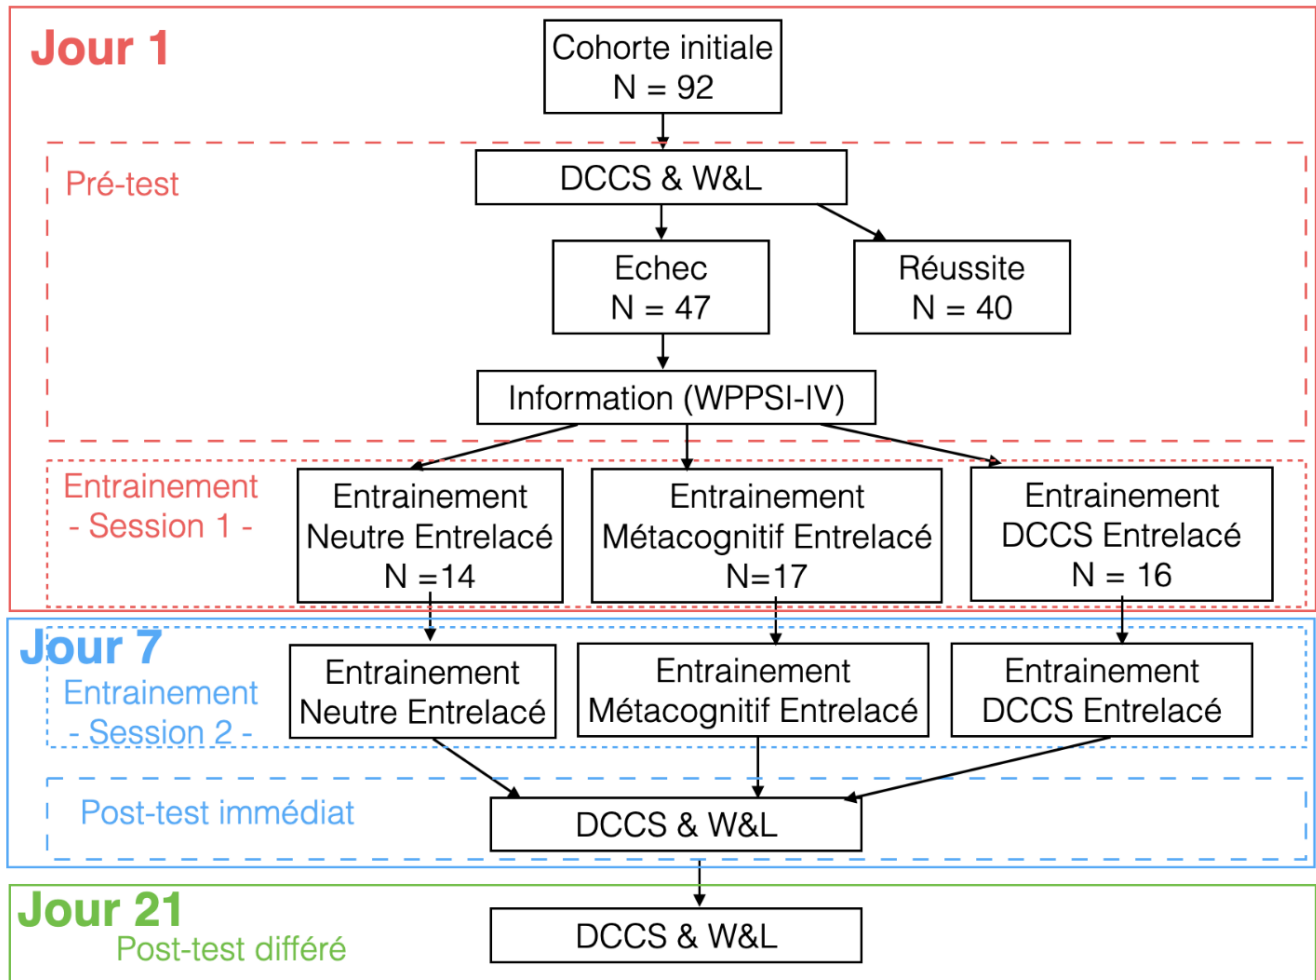 Jour 1
Cohorte initiale
N = 92
Pré-test
DCCS & W&L
Echec
N = 47
Réussite
N = 40
Information (WPPSI-IV)
Entrainement
- Session 1 -
Entrainement
Neutre Entrelacé
N =14
Entrainement
Métacognitif Entrelacé
N=17
Entrainement
DCCS Entrelacé
N = 16
Jour 7
Entrainement
- Session 2 -
Entrainement
Neutre Entrelacé
Entrainement
Métacognitif Entrelacé
Entrainement
DCCS Entrelacé
Post-test immédiat
DCCS & W&L
Jour 21
Post-test différé
DCCS & W&L